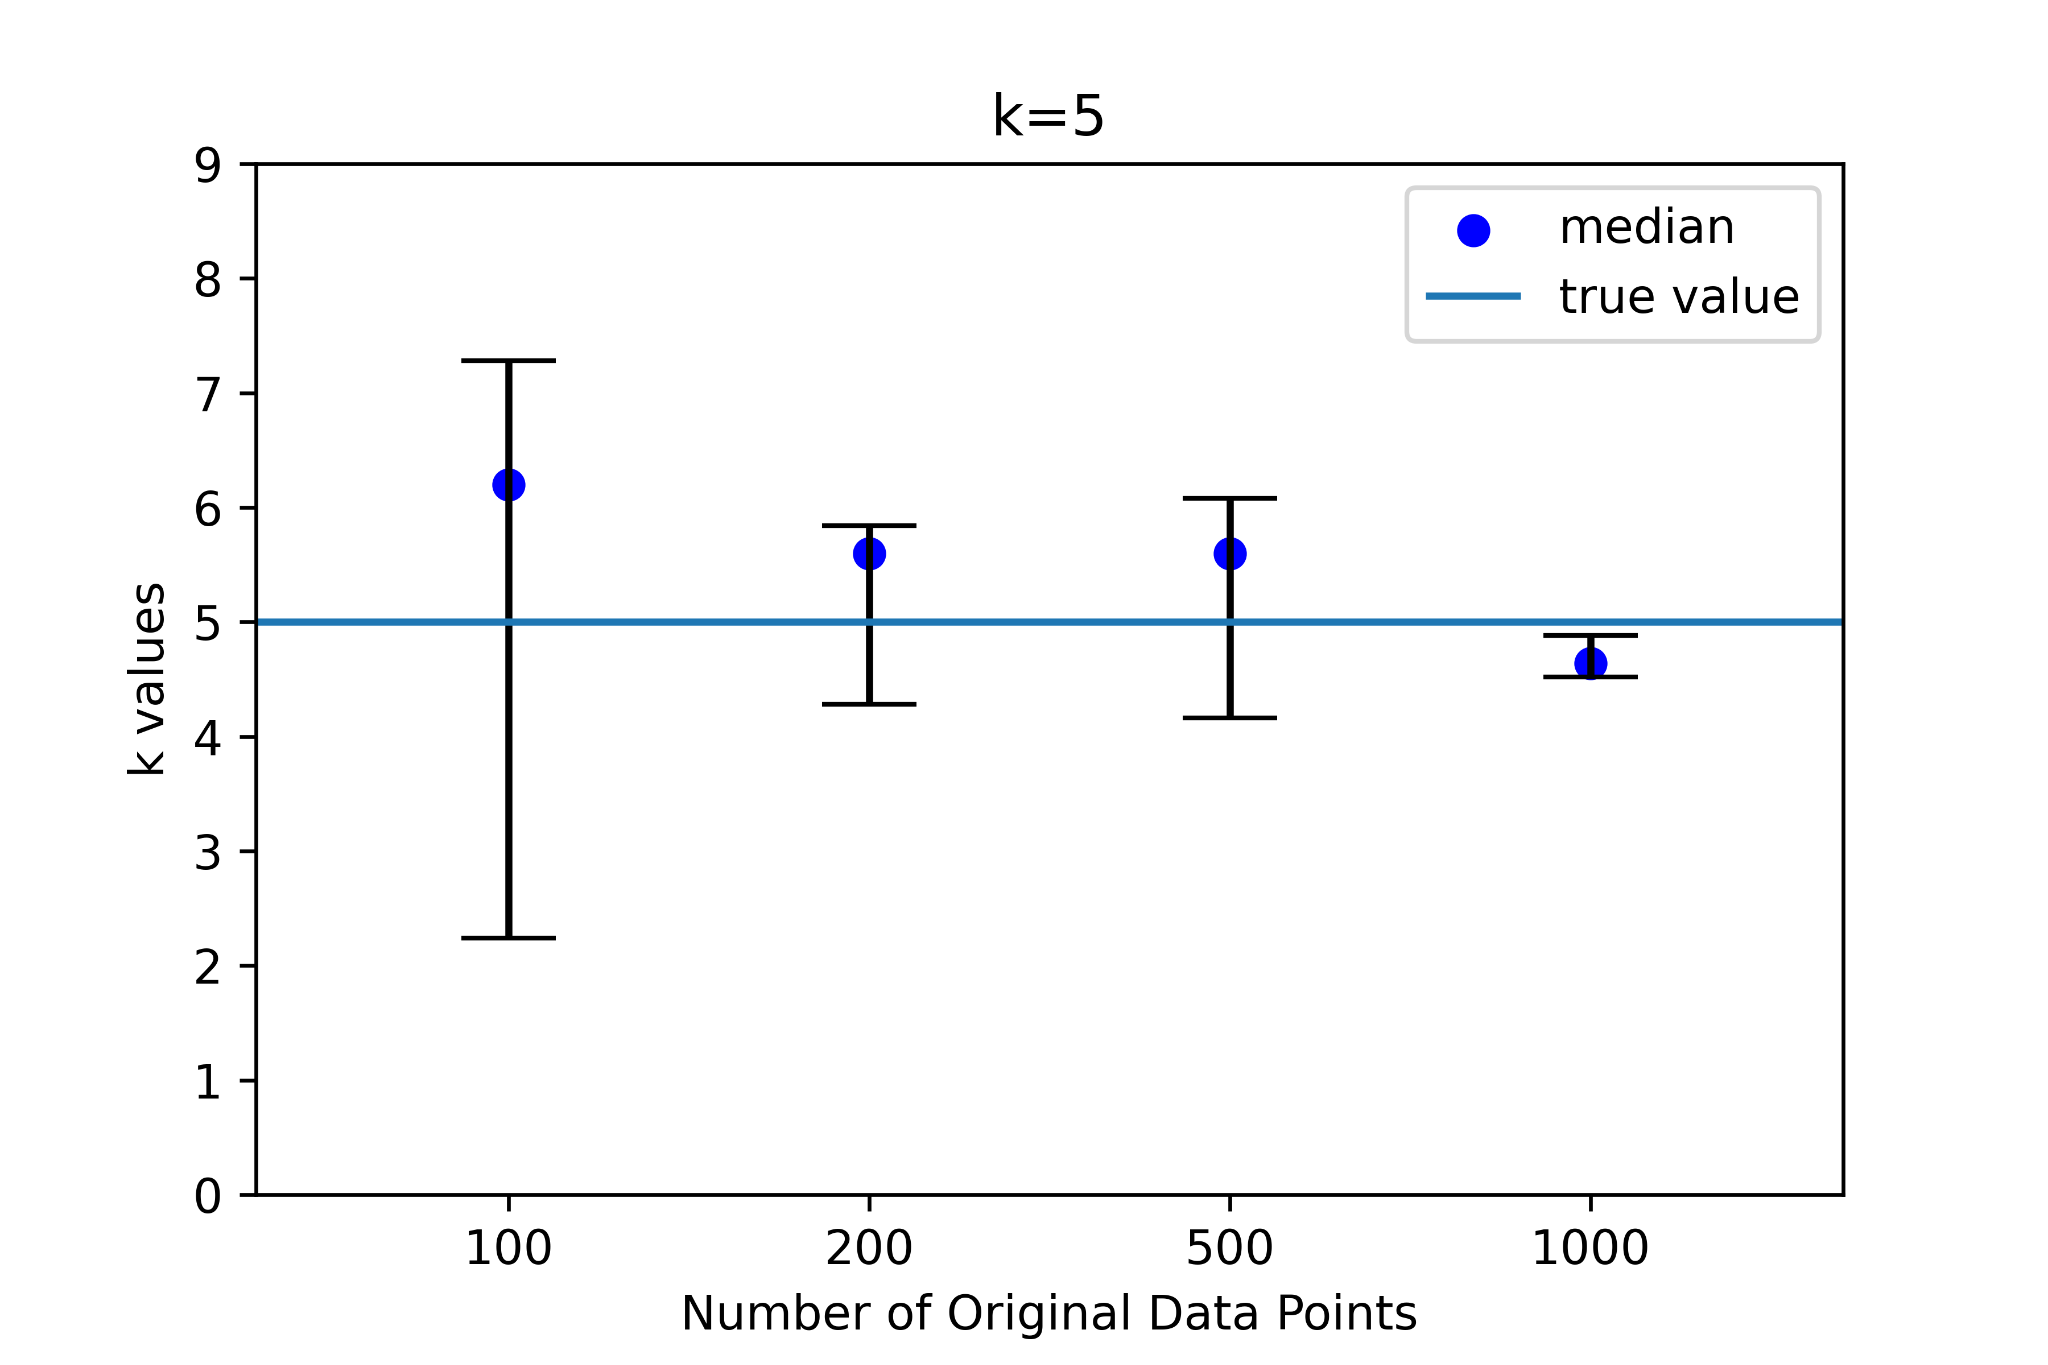 k=5
median
true value
k values
9
8
7
6
5
4
3
2
1
0
100 200 500 1000
Number of Original Data Points